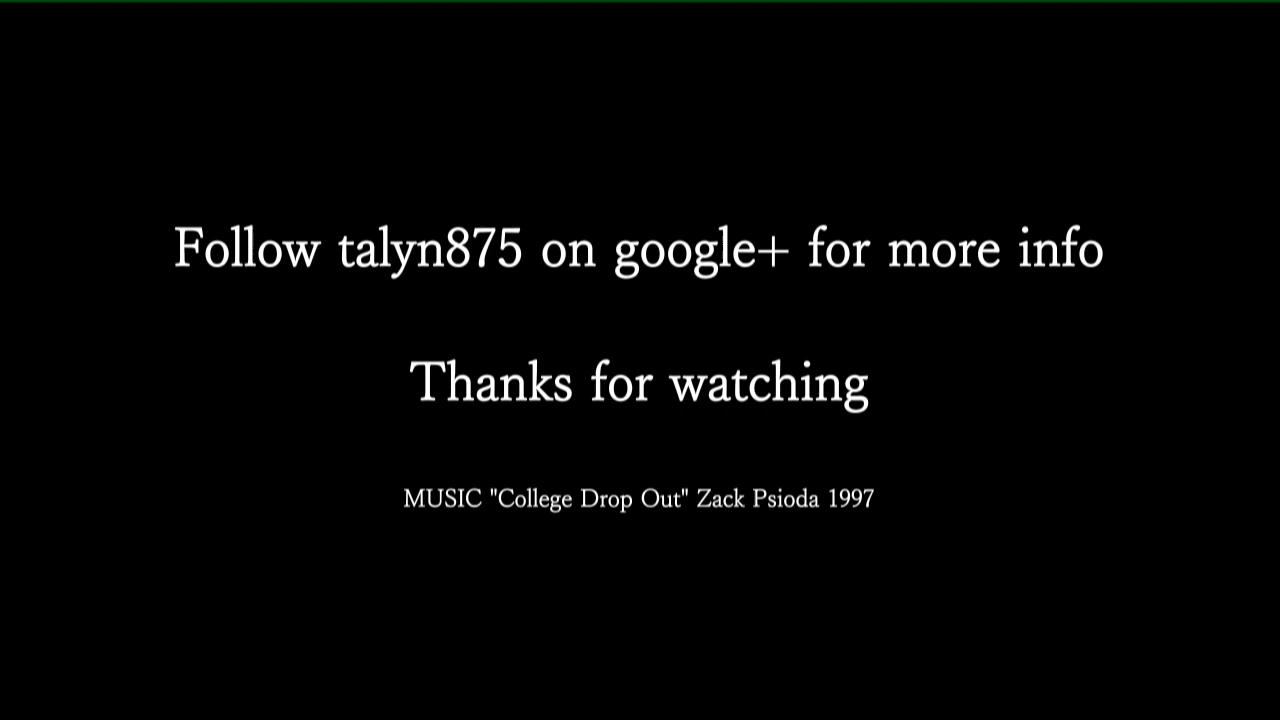 Follow talyn875 on google+ for more info
Thanks for watching
MUSIC "College Drop Out" Zack Psioda 1997